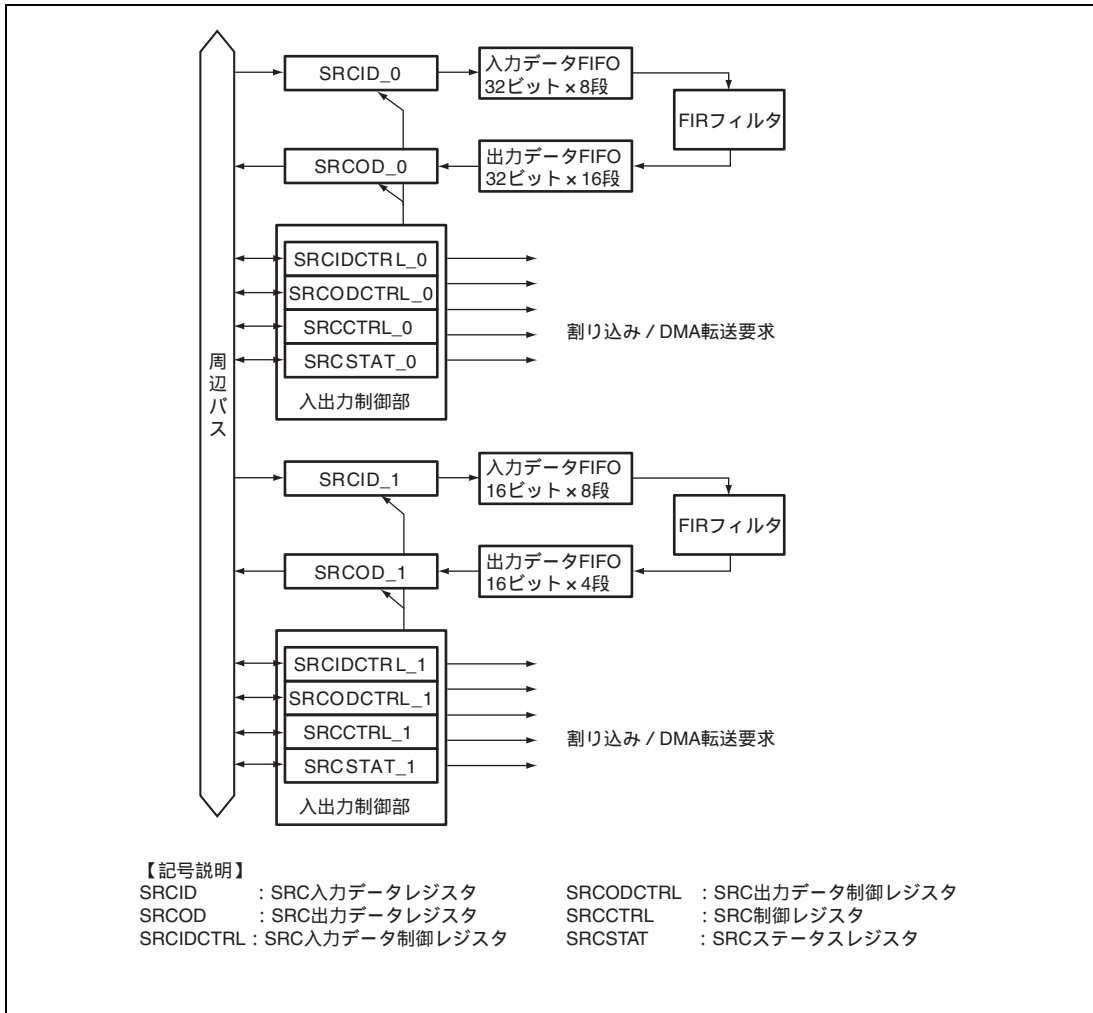 SRCID_0
入力データFIFO
32ビット×8段
FIRフィルタ
SRCOD_0
出力データFIFO
32ビット×16段
SRCIDCTRL_0
SRCODCTRL_0
SRCCTRL_0
SRCSTAT_0
入出力制御部
割り込み / DMA転送要求
周辺バス
SRCID_1
入力データFIFO
16ビット×8段
FIRフィルタ
SRCOD_1
出力データFIFO
16ビット×4段
SRCIDCTRL_1
SRCODCTRL_1
SRCCTRL_1
SRCSTAT_1
入出力制御部
割り込み / DMA転送要求
【記号説明】
SRCID : SRC入力データレジスタ
SRCOD : SRC出力データレジスタ
SRCIDCTRL : SRC入力データ制御レジスタ
SRCODCTRL : SRC出力データ制御レジスタ
SRCCTRL : SRC制御レジスタ
SRCSTAT : SRCステータスレジスタ